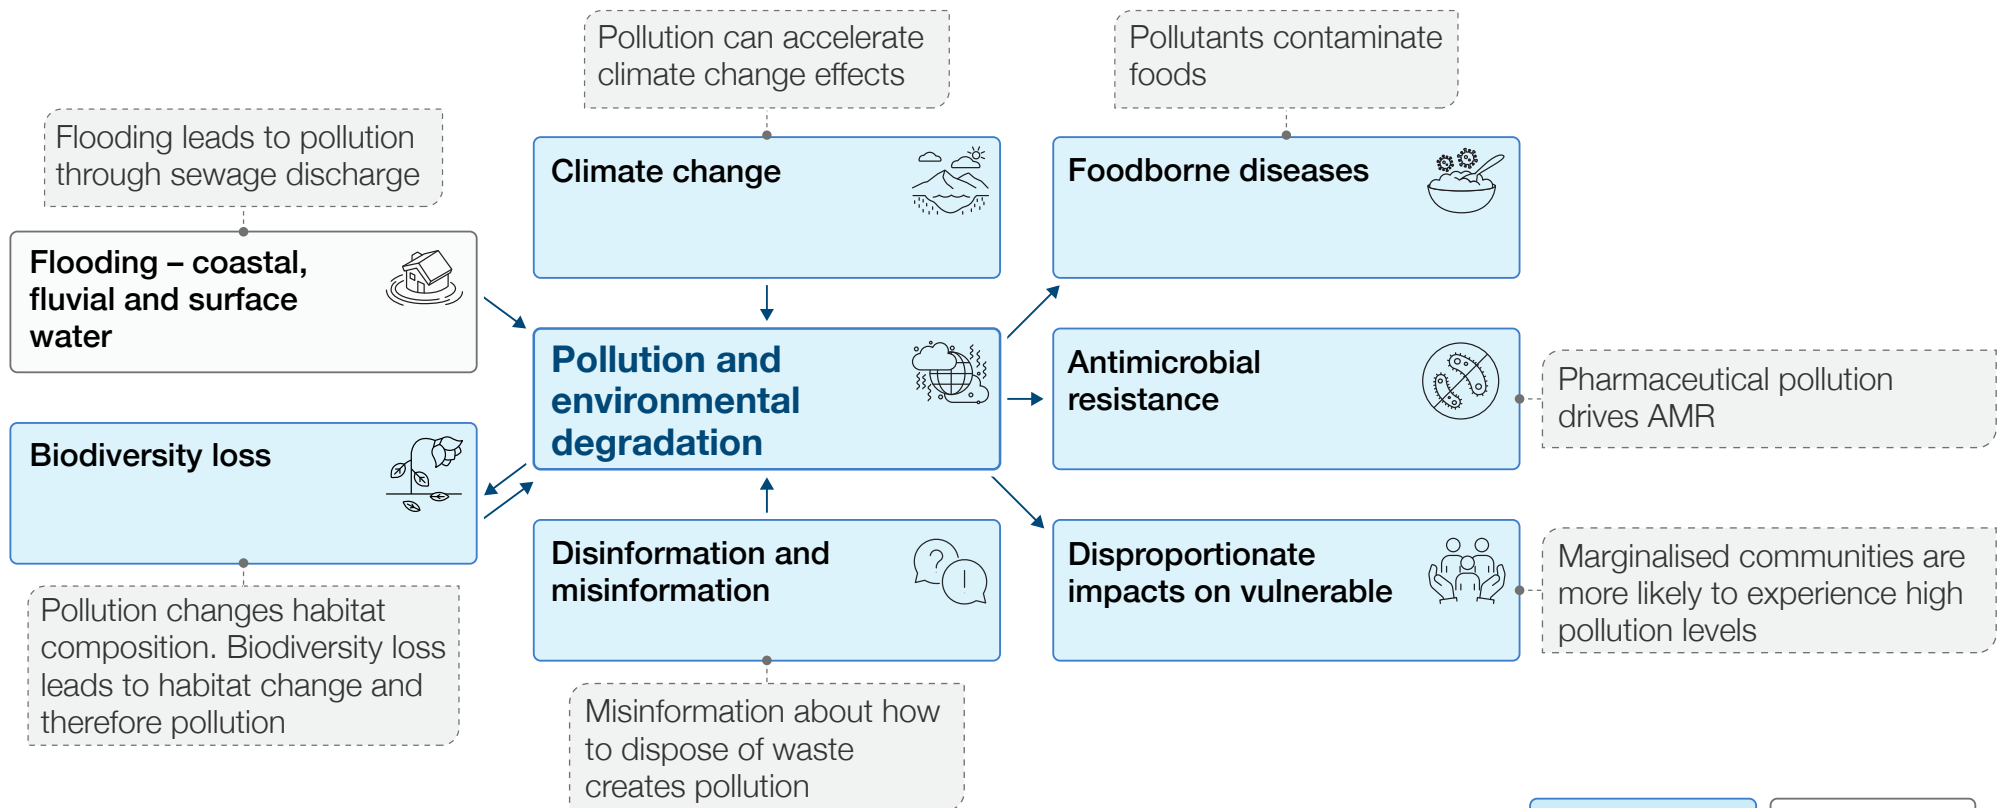 Pollution can accelerate
climate change effects
Pollutants contaminate
foods
Flooding leads to pollution
through sewage discharge
Climate change
Foodborne diseases
Flooding – coastal,
fluvial and surface
water
Pollution and
environmental
degradation
Antimicrobial
resistance
Pharmaceutical pollution
drives AMR
Biodiversity loss
Disinformation and
misinformation
Disproportionate
impacts on vulnerable
Marginalised communities are
more likely to experience high
pollution levels
Pollution changes habitat
composition. Biodiversity loss
leads to habitat change and
therefore pollution
Misinformation about how
to dispose of waste
creates pollution